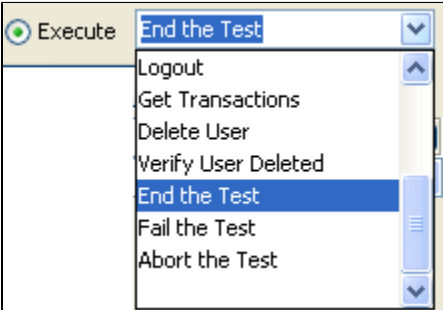 Execute End the Test
Logout
Get Transactions
Delete User
Verify User Deleted
End the Test
Fail the Test
Abort the Test